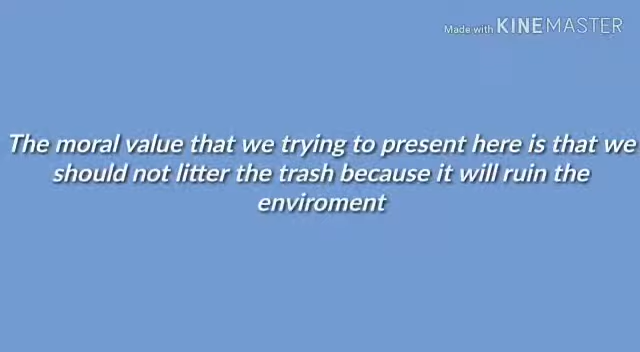 Made with KINEMASTER
The moral value that we trying to present here is that we
should not litter the trash because it will ruin the
enviroment